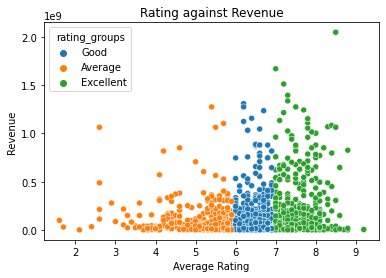 Rating against Revenue
1e9
rating_groups
Good
Average
Excellent
2.0
1.5
1.0
0.5
0.0
Revenue
2 3 4 5 6 7 8 9
Average Rating